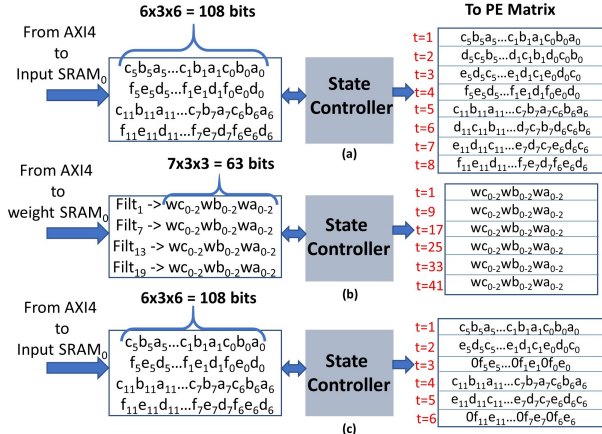 6x3x6 = 108 bits
To PE Matrix
From AXI4
to
Input SRAM₀
c₅b₅a₅...c₁b₁a₁c₀b₀a₀
f₅e₅d₅...f₁e₁d₁f₀e₀d₀
c₁₁b₁₁a₁₁...c₇b₇a₇c₆b₆a₆
f₁₁e₁₁d₁₁...f₇e₇d₇f₆e₆d₆
State
Controller
t=1 c₅b₅a₅...c₁b₁a₁c₀b₀a₀
t=2 d₅c₅b₅...d₁c₁b₁d₀c₀b₀
t=3 e₅d₅c₅...e₁d₁c₁e₀d₀c₀
t=4 f₅e₅d₅...f₁e₁d₁f₀e₀d₀
t=5 c₁₁b₁₁a₁₁...c₇b₇a₇c₆b₆a₆
t=6 d₁₁c₁₁b₁₁...d₇c₇b₇d₆c₆b₆
t=7 e₁₁d₁₁c₁₁...e₇d₇c₇e₆d₆c₆
t=8 f₁₁e₁₁d₁₁...f₇e₇d₇f₆e₆d₆
(a)
7x3x3 = 63 bits
From AXI4
to
weight SRAM₀
Filt₁ -> wc₀₋₂wb₀₋₂wa₀₋₂
Filt₇ -> wc₀₋₂wb₀₋₂wa₀₋₂
Filt₁₃ -> wc₀₋₂wb₀₋₂wa₀₋₂
Filt₁₉ -> wc₀₋₂wb₀₋₂wa₀₋₂
State
Controller
t=1 wc₀₋₂wb₀₋₂wa₀₋₂
t=9 wc₀₋₂wb₀₋₂wa₀₋₂
t=17 wc₀₋₂wb₀₋₂wa₀₋₂
t=25 wc₀₋₂wb₀₋₂wa₀₋₂
t=33 wc₀₋₂wb₀₋₂wa₀₋₂
t=41 wc₀₋₂wb₀₋₂wa₀₋₂
(b)
6x3x6 = 108 bits
From AXI4
to
Input SRAM₀
c₅b₅a₅...c₁b₁a₁c₀b₀a₀
f₅e₅d₅...f₁e₁d₁f₀e₀d₀
c₁₁b₁₁a₁₁...c₇b₇a₇c₆b₆a₆
f₁₁e₁₁d₁₁...f₇e₇d₇f₆e₆d₆
State
Controller
t=1 c₅b₅a₅...c₁b₁a₁c₀b₀a₀
t=2 e₅d₅c₅...e₁d₁c₁e₀d₀c₀
t=3 0f₅e₅...0f₁e₁0f₀e₀
t=4 c₁₁b₁₁a₁₁...c₇b₇a₇c₆b₆a₆
t=5 e₁₁d₁₁c₁₁...e₇d₇c₇e₆d₆c₆
t=6 0f₁₁e₁₁...0f₇e₇0f₆e₆
(c)